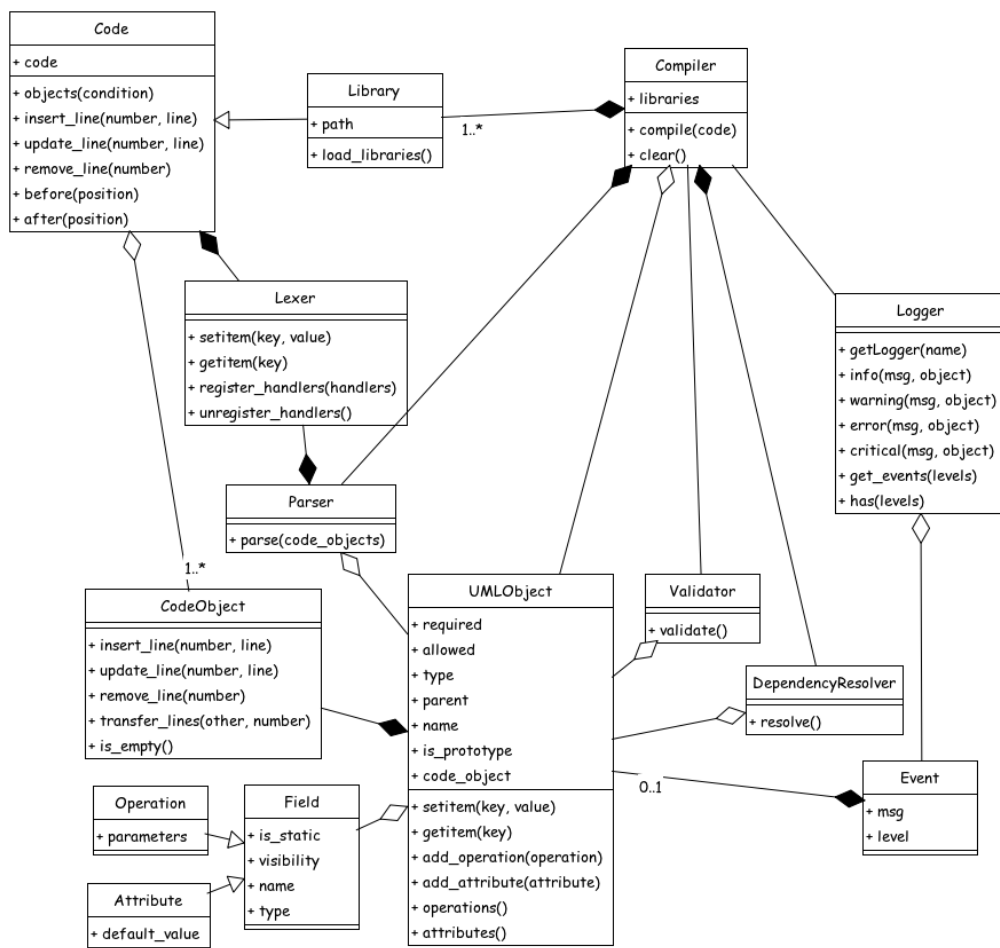 Code
+ code
+ objects(condition)
+ insert_line(number, line)
+ update_line(number, line)
+ remove_line(number)
+ before(position)
+ after(position)
Library
+ path
+ load_libraries()
1..*
Compiler
+ libraries
+ compile(code)
+ clear()
Lexer
+ setitem(key, value)
+ getitem(key)
+ register_handlers(handlers)
+ unregister_handlers()
Logger
+ getLogger(name)
+ info(msg, object)
+ warning(msg, object)
+ error(msg, object)
+ critical(msg, object)
+ get_events(levels)
+ has(levels)
Parser
+ parse(code_objects)
1..*
CodeObject
+ insert_line(number, line)
+ update_line(number, line)
+ remove_line(number)
+ transfer_lines(other, number)
+ is_empty()
UMLObject
+ required
+ allowed
+ type
+ parent
+ name
+ is_prototype
+ code_object
+ setitem(key, value)
+ getitem(key)
+ add_operation(operation)
+ add_attribute(attribute)
+ operations()
+ attributes()
Validator
+ validate()
DependencyResolver
+ resolve()
0..1
Event
+ msg
+ level
Operation
+ parameters
Field
+ is_static
+ visibility
+ name
+ type
Attribute
+ default_value